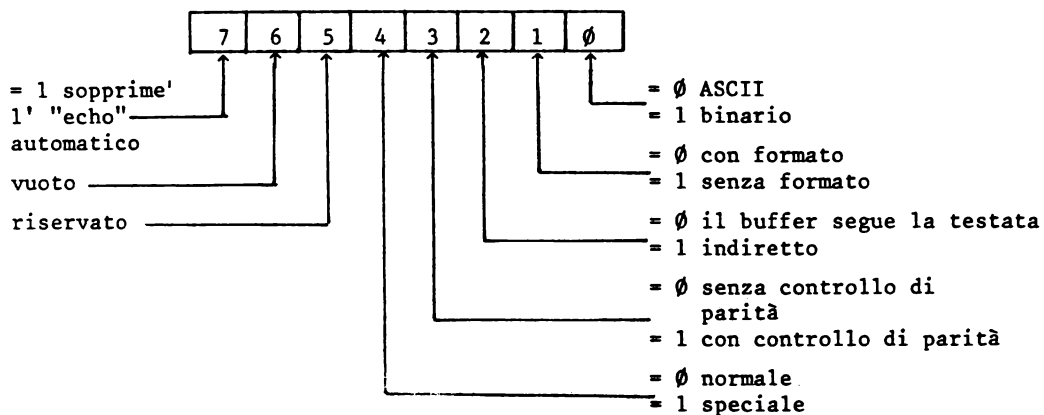 7 6 5 4 3 2 1 Ø
= 1 sopprime'
l' "echo"
automatico
vuoto
riservato
= Ø ASCII
= 1 binario
= Ø con formato
= 1 senza formato
= Ø il buffer segue la testata
= 1 indiretto
= Ø senza controllo di
parità
= 1 con controllo di parità
= Ø normale
= 1 speciale